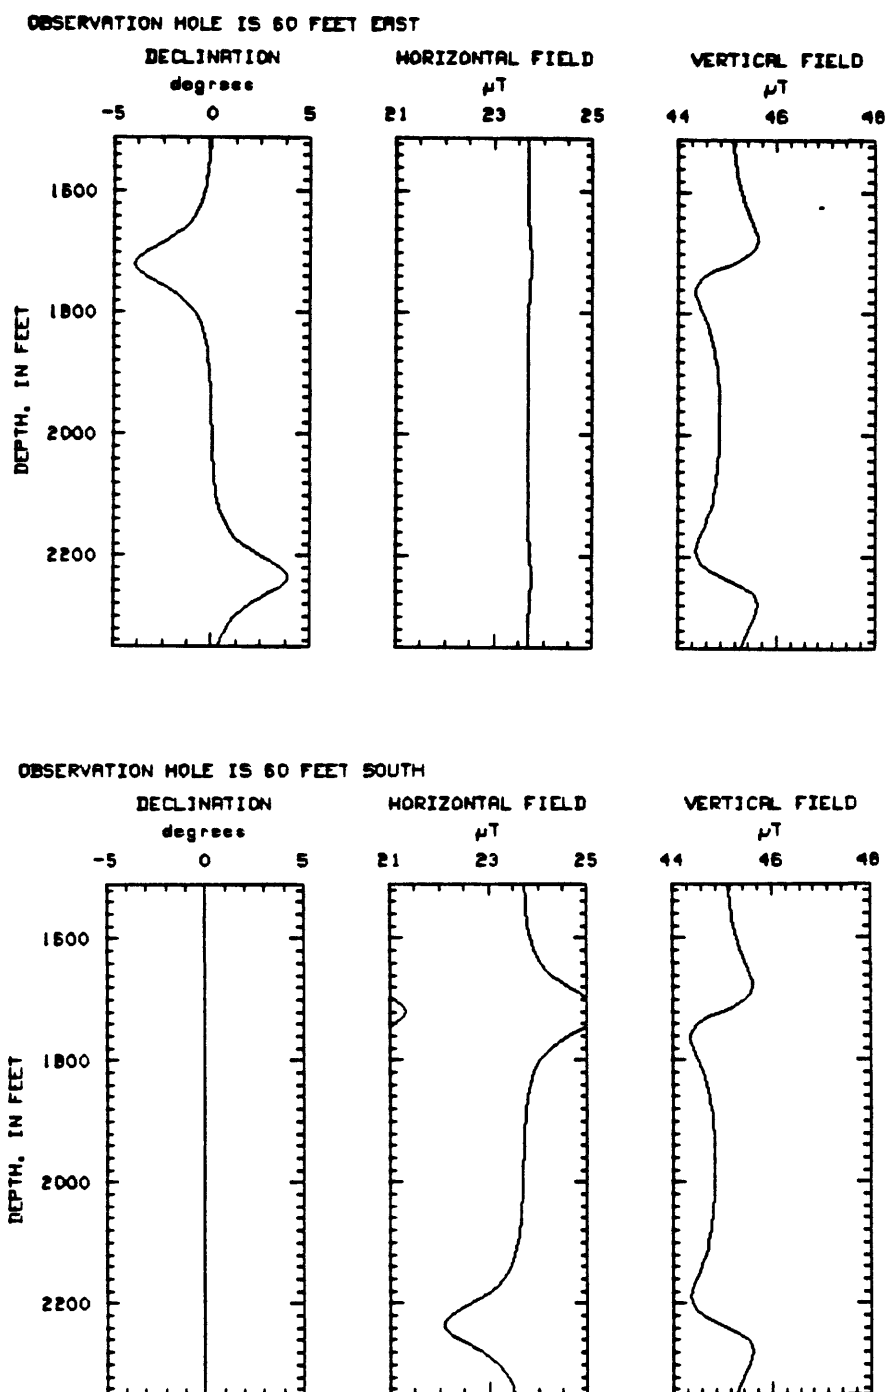 OBSERVATION HOLE IS 60 FEET EAST
DECLINATION HORIZONTAL FIELD VERTICAL FIELD
degrees µT µT
-5 0 5 21 23 25 44 46 48
1600
1800
2000
2200
DEPTH, IN FEET
OBSERVATION HOLE IS 60 FEET SOUTH
DECLINATION HORIZONTAL FIELD VERTICAL FIELD
degrees µT µT
-5 0 5 21 23 25 44 46 48
1600
1800
2000
2200
DEPTH, IN FEET